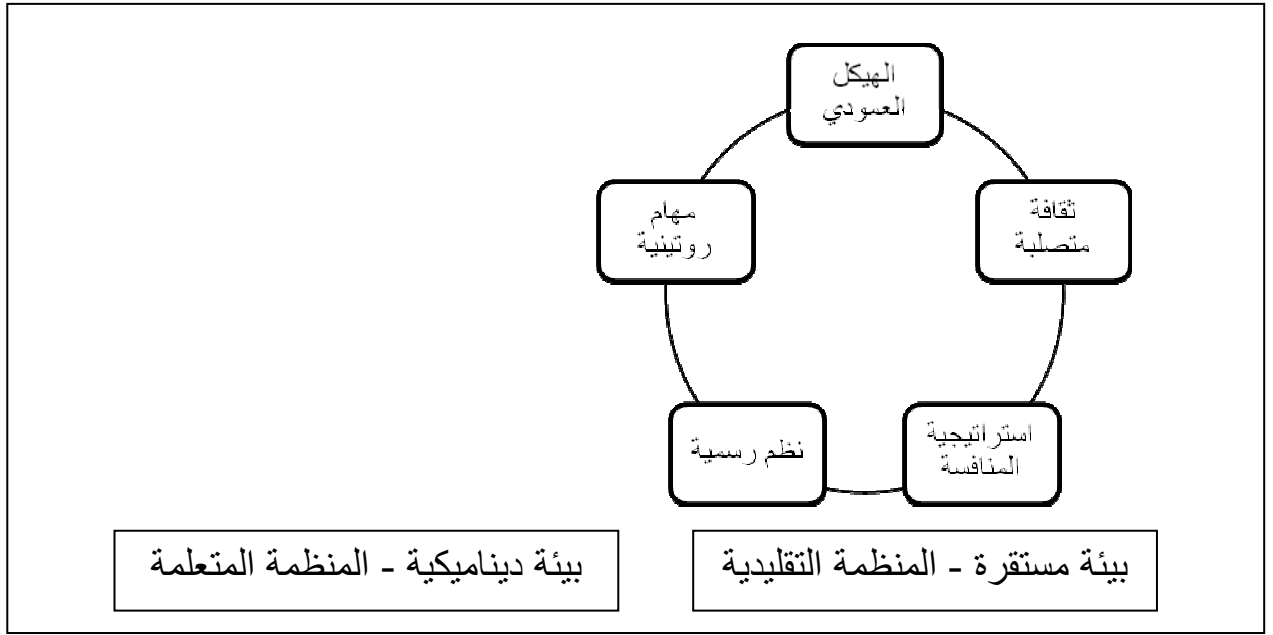 الهيكل
العمودي
ثقافة
متصلبة
مهام
روتينية
استراتيجية
المنافسة
نظم رسمية
بيئة مستقرة - المنظمة التقليدية
بيئة ديناميكية - المنظمة المتعلمة